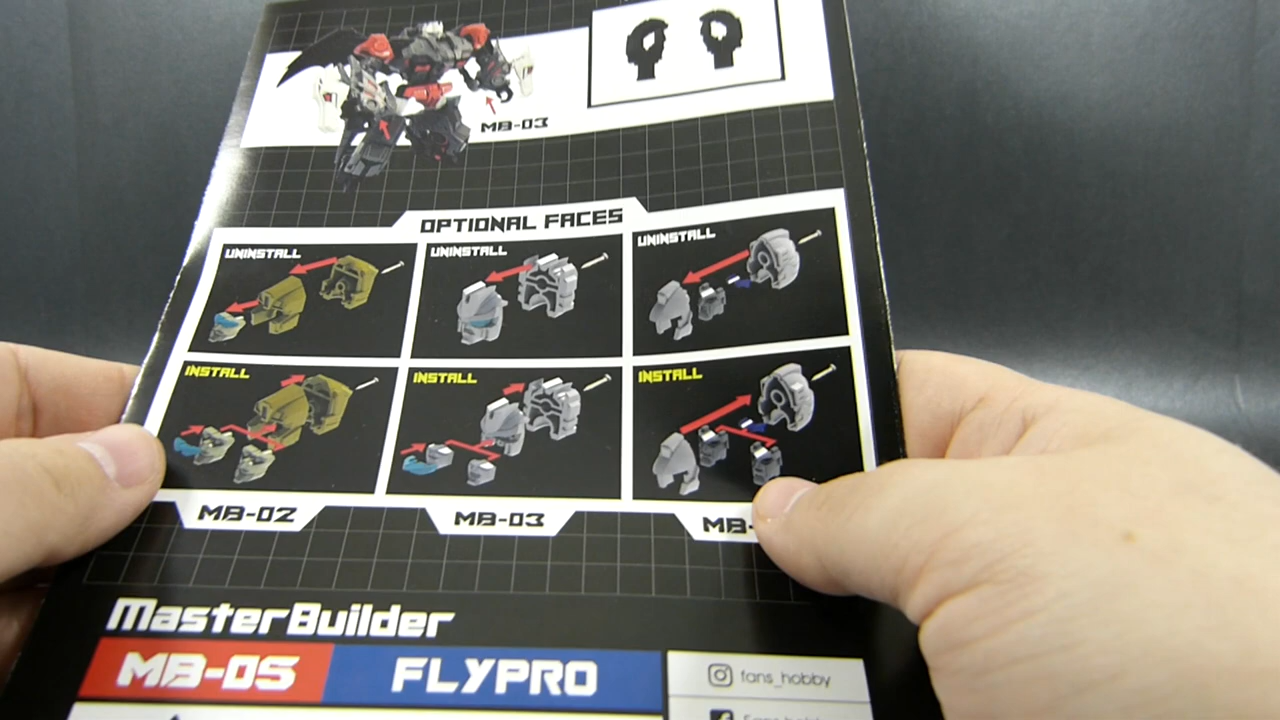 MB-03
OPTIONAL FACES
UNINSTALL UNINSTALL UNINSTALL
INSTALL INSTALL INSTALL
MB-02 MB-03 MB-
MasterBuilder
MB-05 FLYPRO
fans_hobby